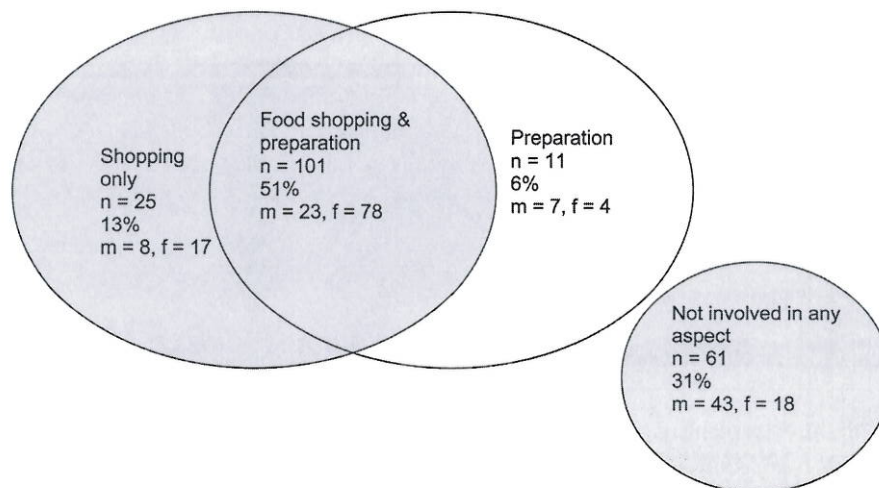 Shopping
only
n = 25
13%
m = 8, f = 17
Food shopping &
preparation
n = 101
51%
m = 23, f = 78
Preparation
n = 11
6%
m = 7, f = 4
Not involved in any
aspect
n = 61
31%
m = 43, f = 18